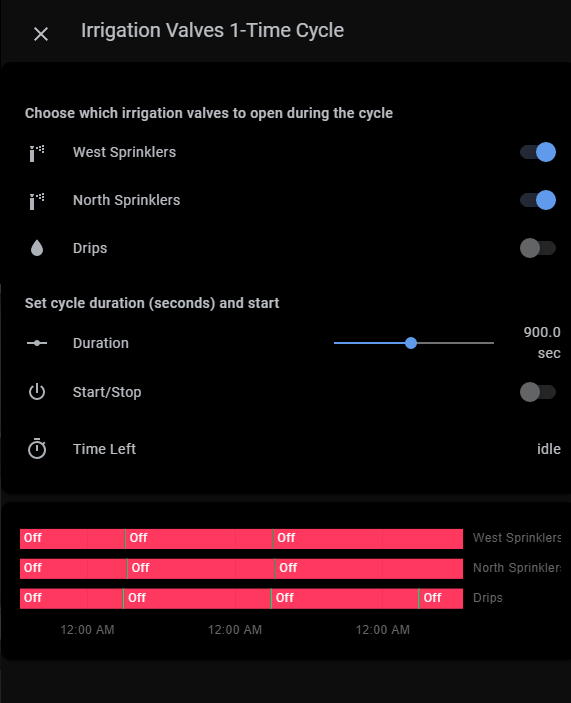 Irrigation Valves 1-Time Cycle
Choose which irrigation valves to open during the cycle
West Sprinklers
North Sprinklers
Drips
Set cycle duration (seconds) and start
Duration
900.0
sec
Start/Stop
Time Left idle
Off Off Off West Sprinklers
Off Off Off North Sprinklers
Off Off Off Off Drips
12:00 AM 12:00 AM 12:00 AM